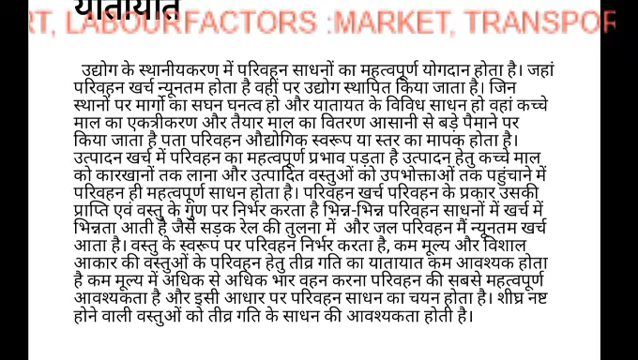 यातायात
RT, LABOURFACTORS :MARKET, TRANSPOR
उद्योग के स्थानीयकरण में परिवहन साधनों का महत्वपूर्ण योगदान होता है। जहां
परिवहन खर्च न्यूनतम होता है वहीं पर उद्योग स्थापित किया जाता है। जिन
स्थानों पर मार्गो का सघन घनत्व हो और यातायत के विविध साधन हो वहां कच्चे
माल का एकत्रीकरण और तैयार माल का वितरण आसानी से बड़े पैमाने पर
किया जाता है पता परिवहन औद्योगिक स्वरूप या स्तर का मापक होता है।
उत्पादन खर्च में परिवहन का महत्वपूर्ण प्रभाव पड़ता है उत्पादन हेतु कच्चे माल
को कारखानों तक लाना और उत्पादित वस्तुओं को उपभोक्ताओं तक पहुंचाने में
परिवहन ही महत्वपूर्ण साधन होता है। परिवहन खर्च परिवहन के प्रकार उसकी
प्राप्ति एवं वस्तु के गुण पर निर्भर करता है भिन्न-भिन्न परिवहन साधनों में खर्च में
भिन्नता आती है जैसे सड़क रेल की तुलना में और जल परिवहन मैं न्यूनतम खर्च
आता है। वस्तु के स्वरूप पर परिवहन निर्भर करता है, कम मूल्य और विशाल
आकार की वस्तुओं के परिवहन हेतु तीव्र गति का यातायात कम आवश्यक होता
है कम मूल्य में अधिक से अधिक भार वहन करना परिवहन की सबसे महत्वपूर्ण
आवश्यकता है और इसी आधार पर परिवहन साधन का चयन होता है। शीघ्र नष्ट
होने वाली वस्तुओं को तीव्र गति के साधन की आवश्यकता होती है।